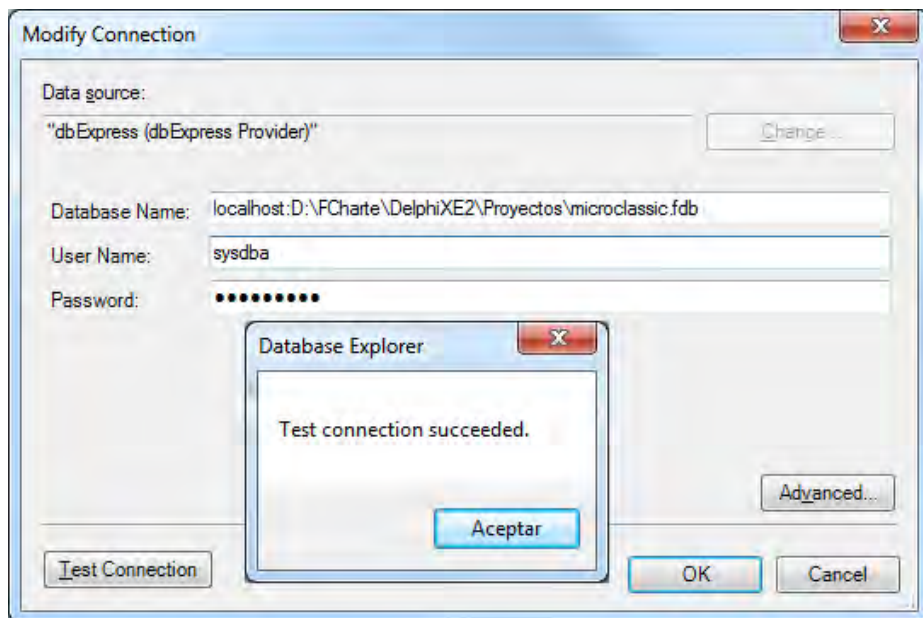 Modify Connection
Data source:
"dbExpress (dbExpress Provider)"
Change...
Database Name: localhost:D:\FCharte\DelphiXE2\Proyectos\microclassic.fdb
User Name: sysdba
Password: •••••••••
Database Explorer
Test connection succeeded.
Advanced...
Aceptar
Test Connection
OK
Cancel